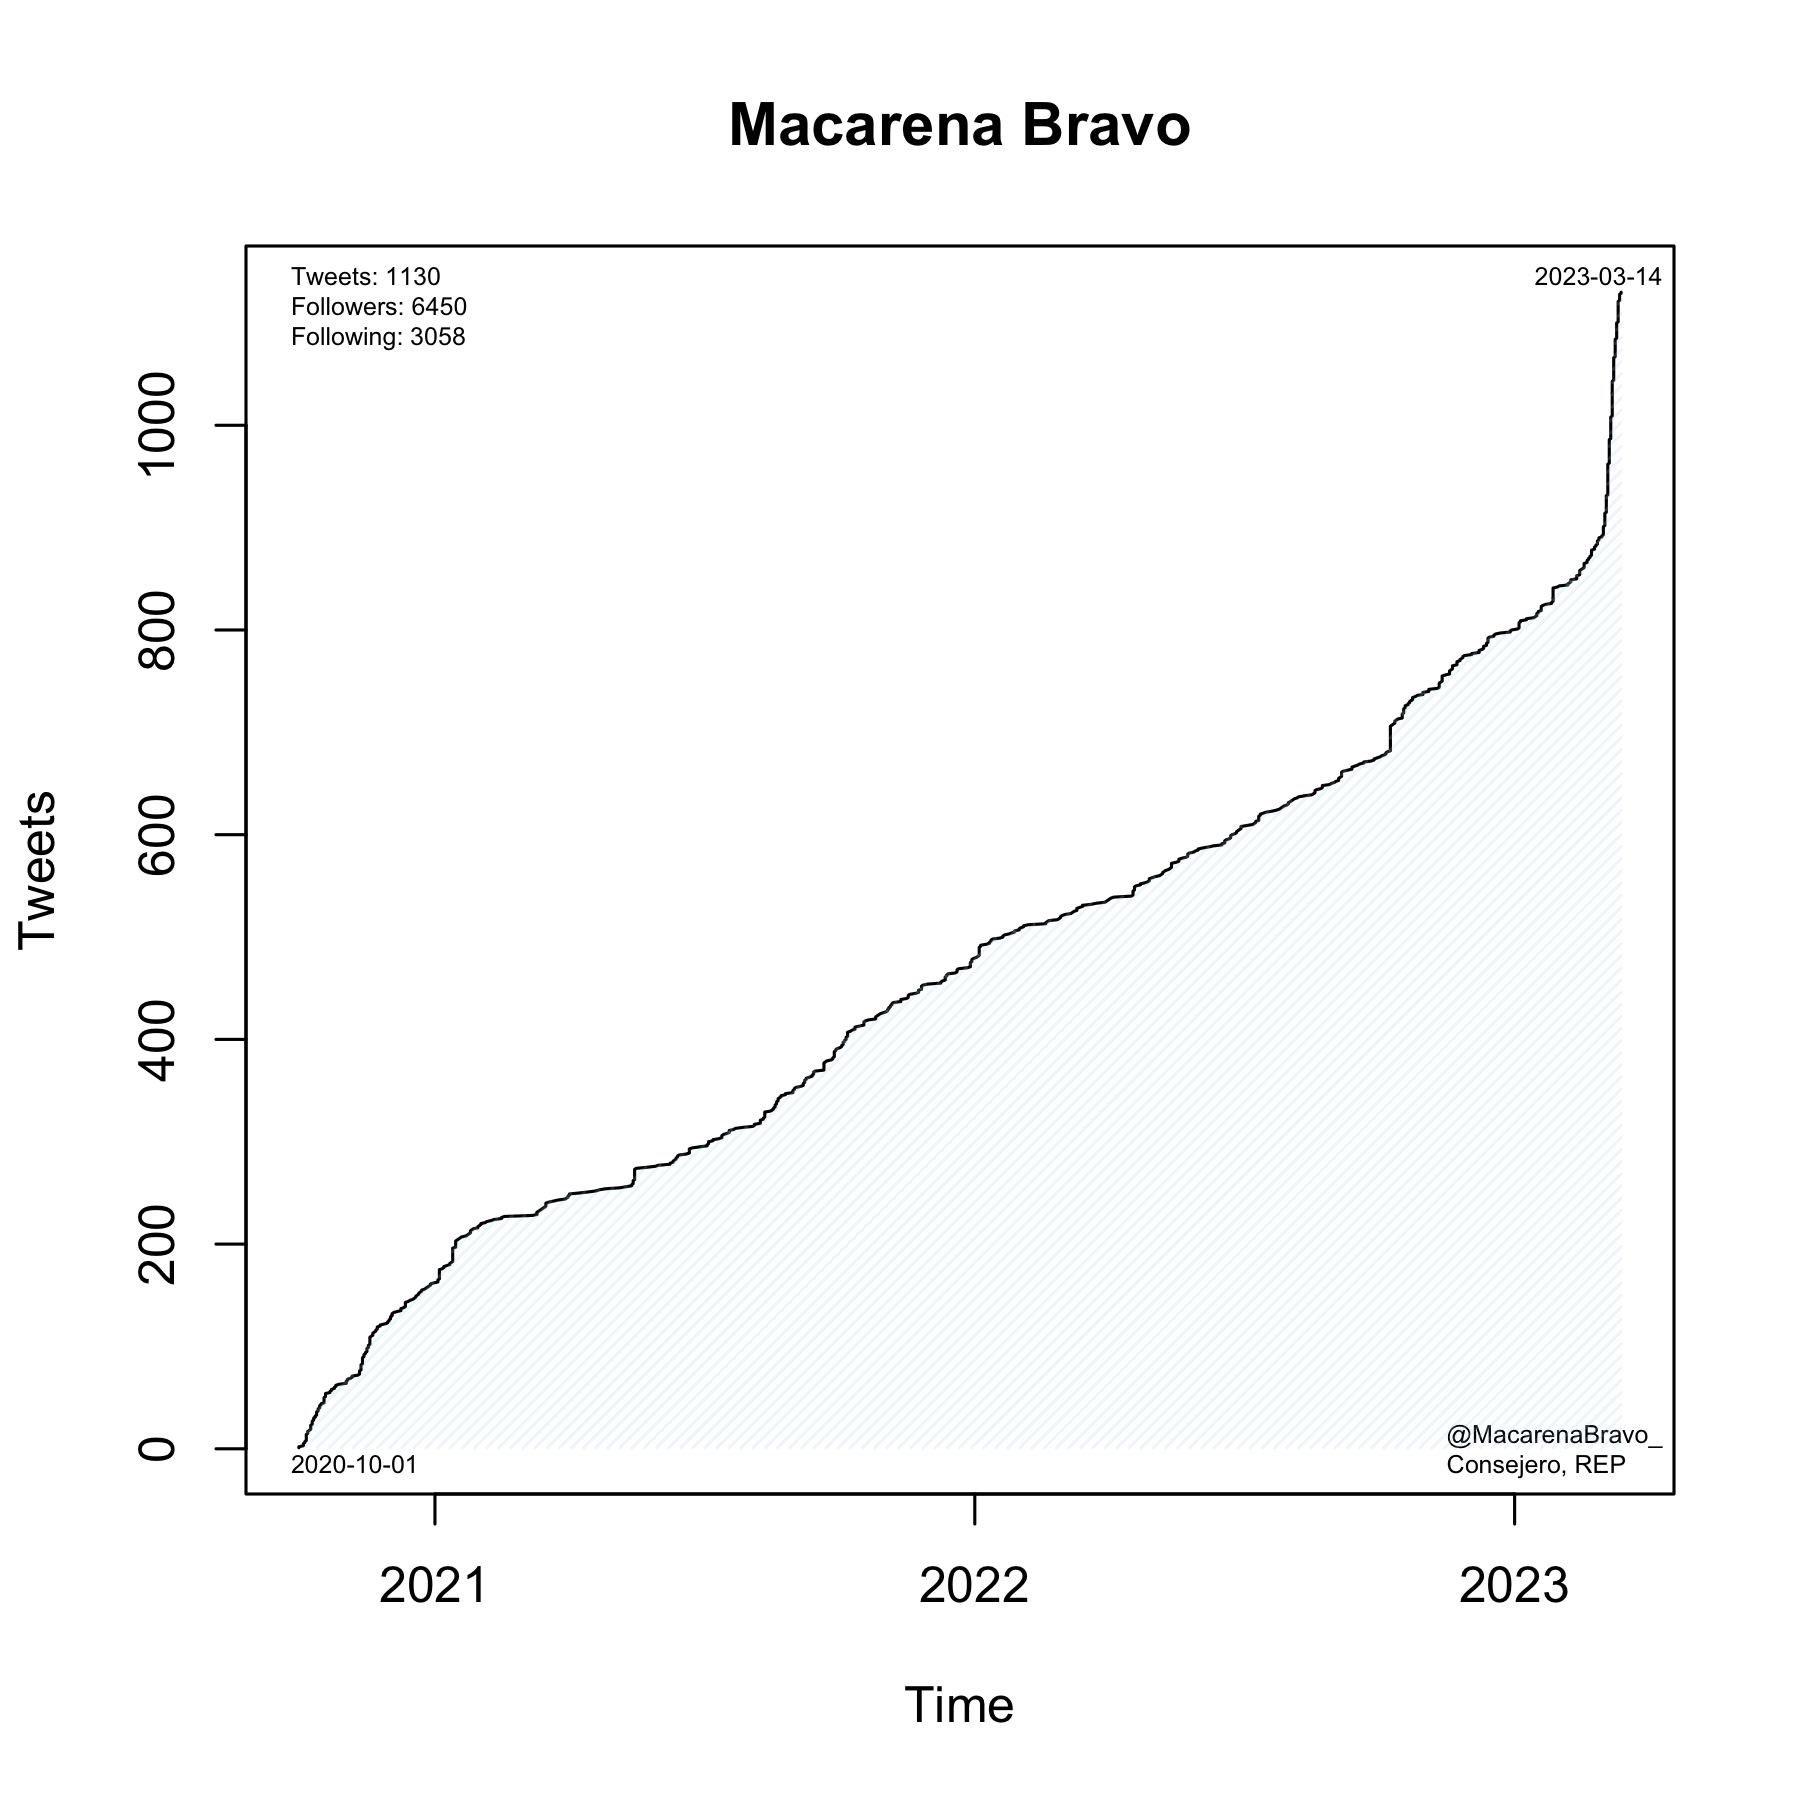 Macarena Bravo
Tweets: 1130
Followers: 6450
Following: 3058
2023-03-14
1000
800
600
400
200
0
Tweets
2020-10-01
@MacarenaBravo_
Consejero, REP
2021
2022
2023
Time